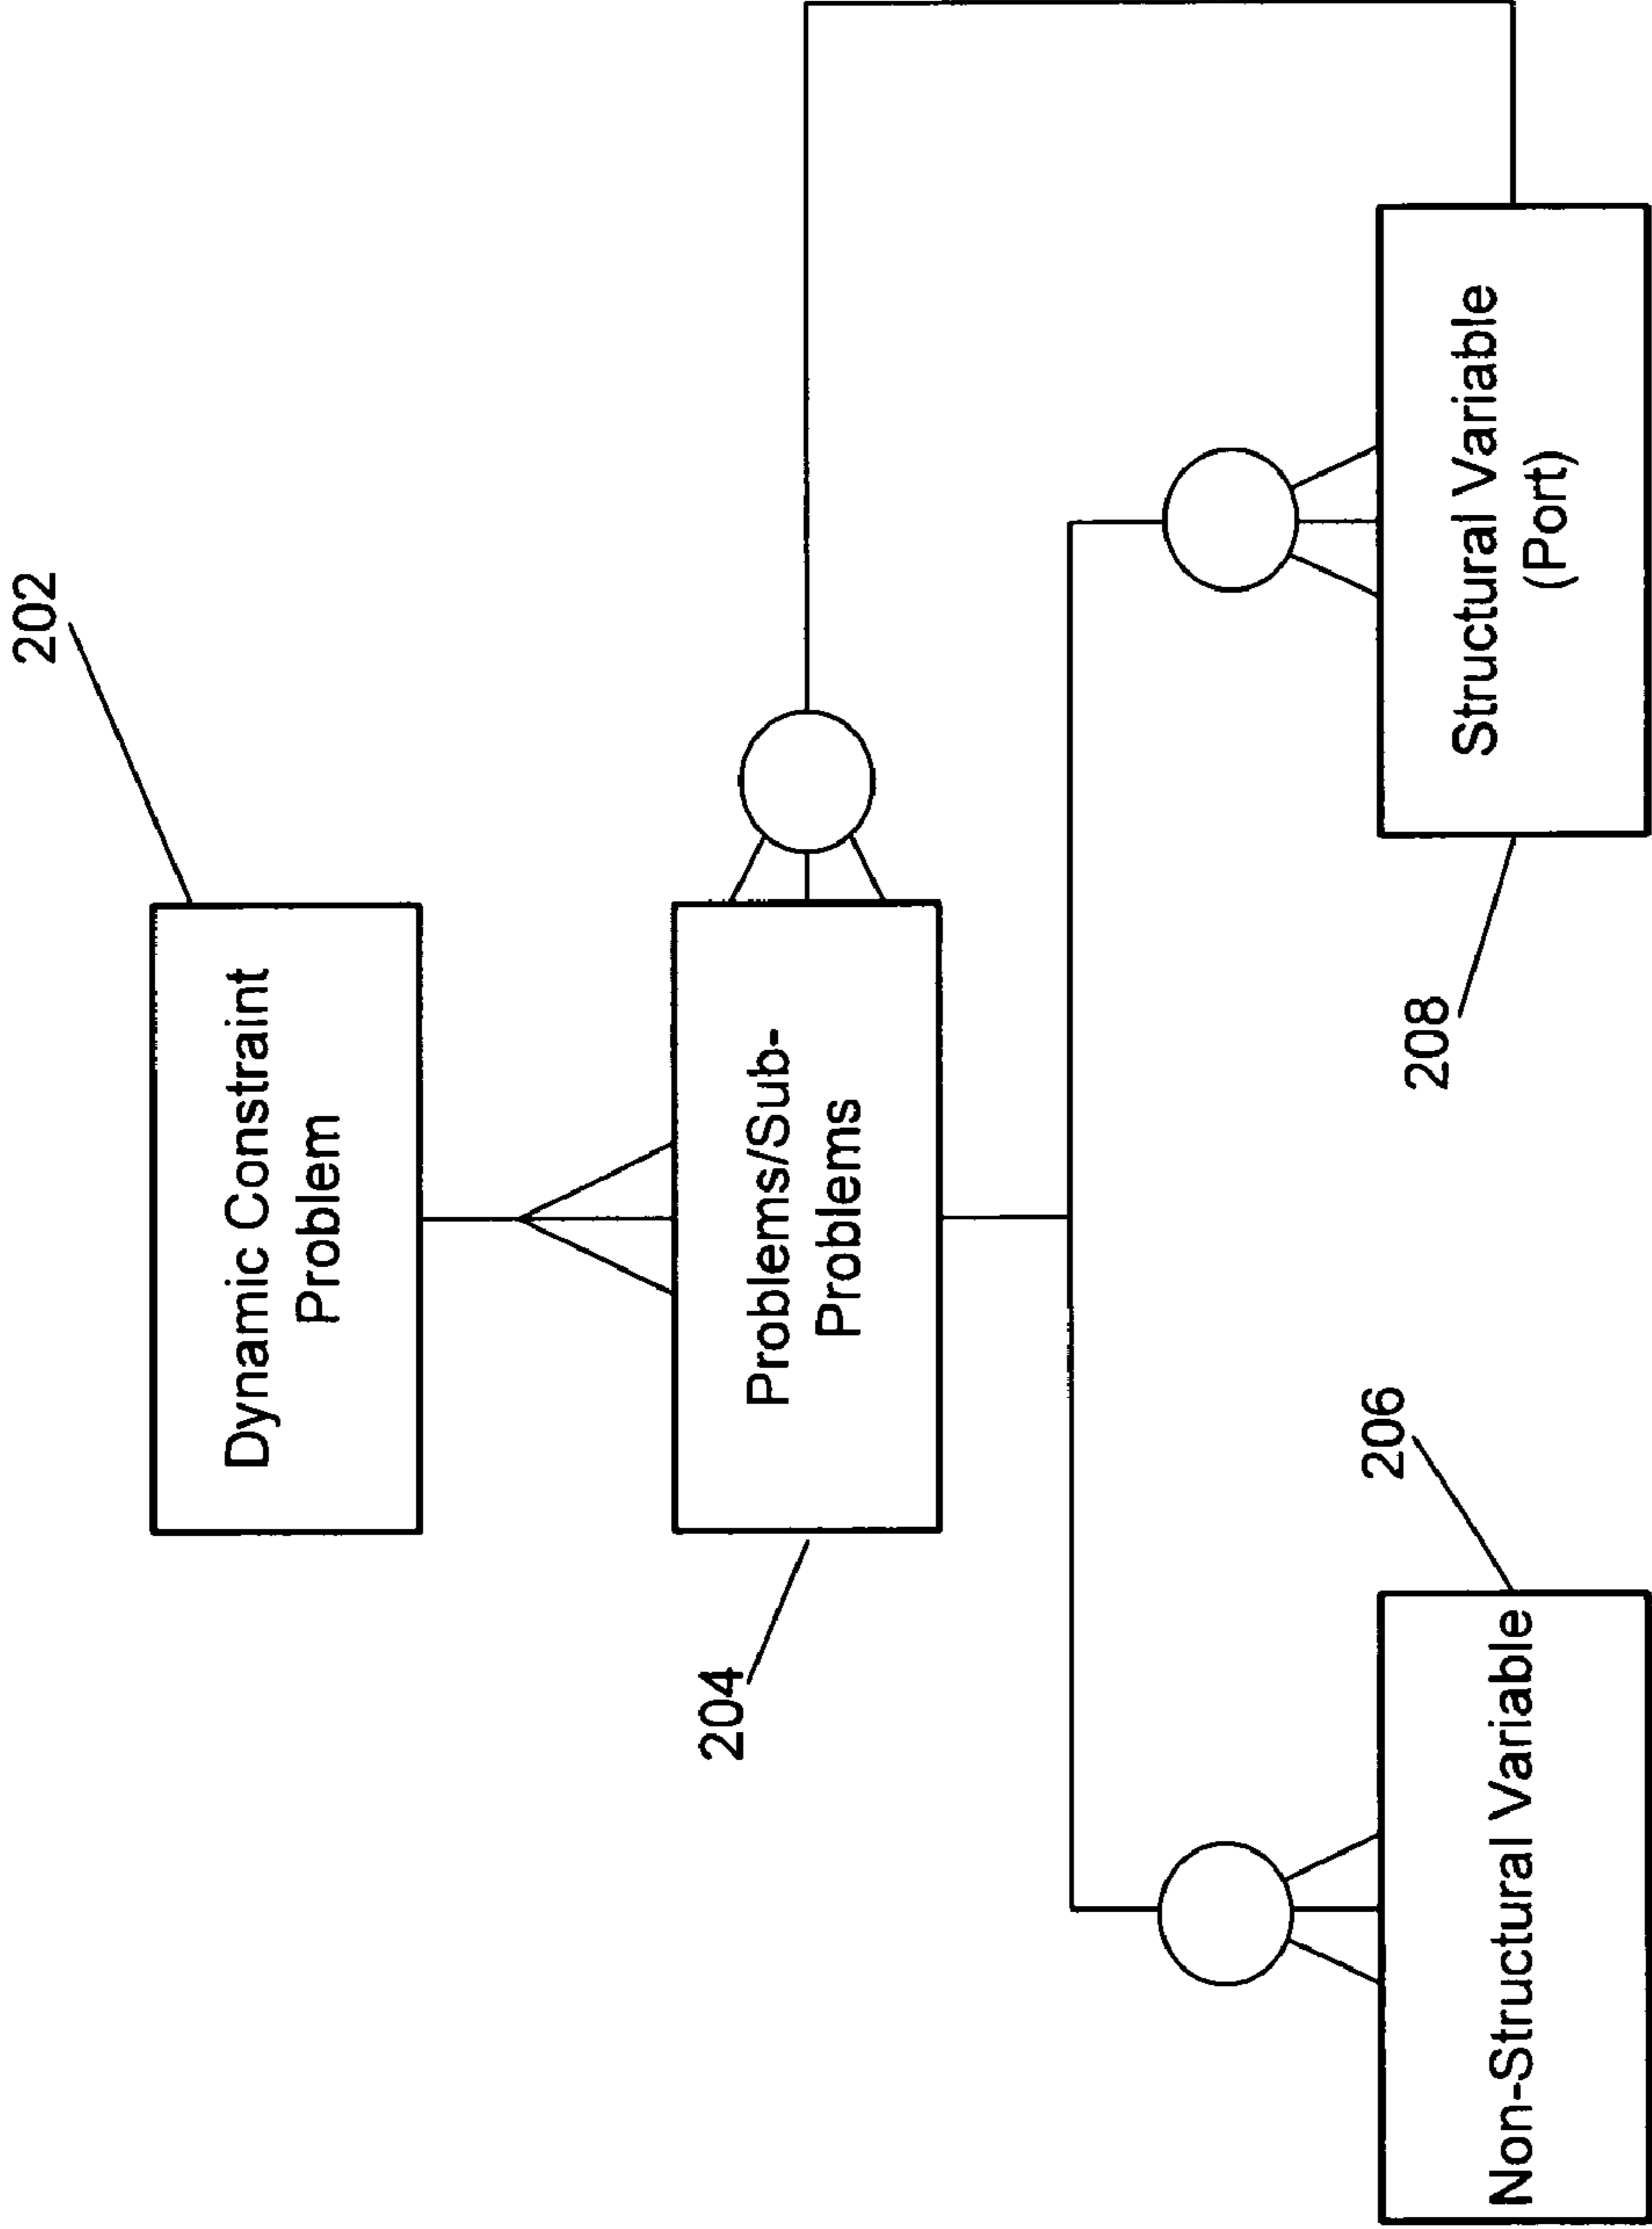 202
Dynamic Constraint
Problem
204
Problems/Sub-
Problems
206
Non-Structural Variable
208
Structural Variable
(Port)